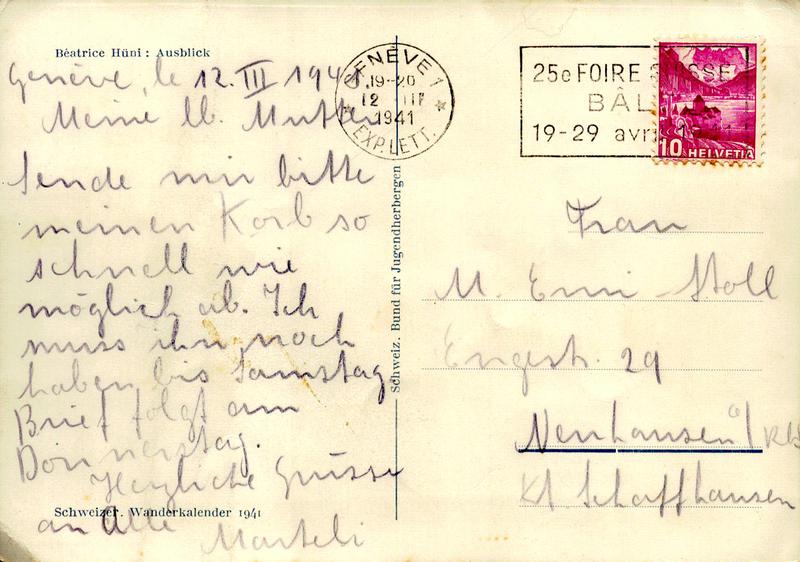 Béatrice Hüni: Ausblick
Genève, le 12. III 1941
Meine lb. Mutter
Sende mir bitte
meinen Korb so
schnell wie
möglich ab. Ich
muss ihn noch
haben bis Samstag
Brief folgt am
Donnerstag.
Herzliche Grüsse
an Alle
Schweizer. Wanderkalender 1941
Schweiz. Bund für Jugendherbergen
GENÈVE 1
19-20
12 III
1941
EXP. LETT.
25e FOIRE SUISSE
BÂL
19-29 avril
10 HELVETIA
Frau
M. Emi Stoll
Engestr. 29
Neuhausen a/
Kt. Schaffhausen